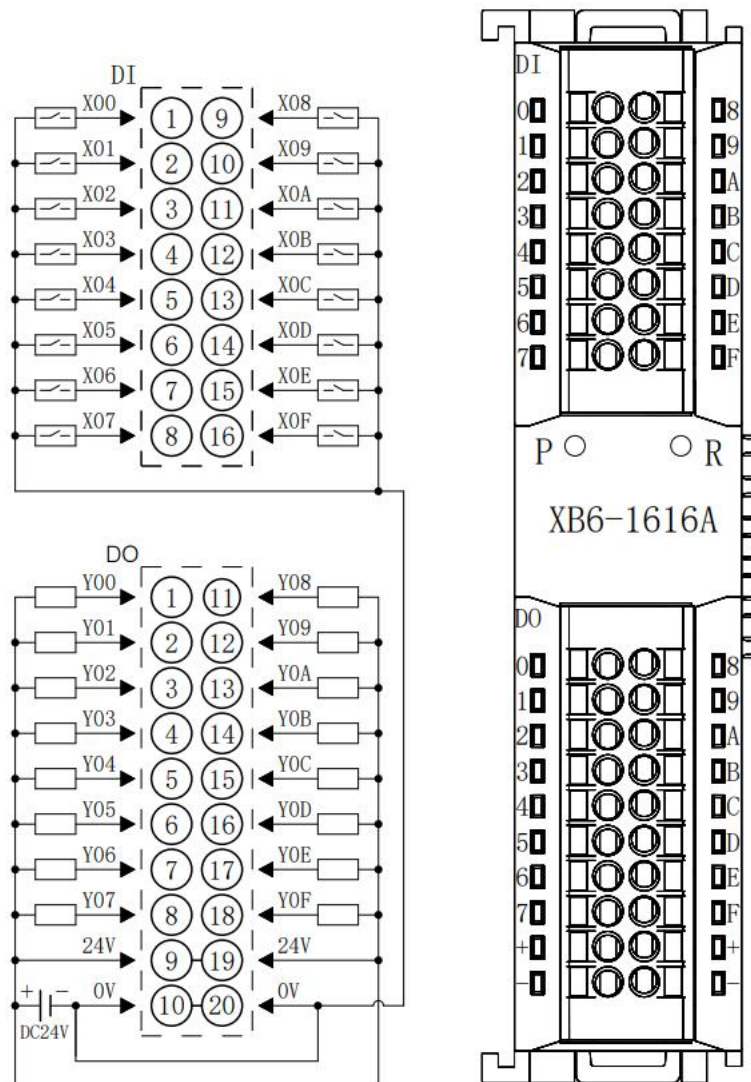 DI
X00 1 9 X08
X01 2 10 X09
X02 3 11 X0A
X03 4 12 X0B
X04 5 13 X0C
X05 6 14 X0D
X06 7 15 X0E
X07 8 16 X0F
DO
Y00 1 11 Y08
Y01 2 12 Y09
Y02 3 13 Y0A
Y03 4 14 Y0B
Y04 5 15 Y0C
Y05 6 16 Y0D
Y06 7 17 Y0E
Y07 8 18 Y0F
24V 9 19 24V
+ - 0V 10 20 0V
DC24V
DI
0 8
1 9
2 A
3 B
4 C
5 D
6 E
7 F
P R
XB6-1616A
DO
0 8
1 9
2 A
3 B
4 C
5 D
6 E
7 F
+ +
- -